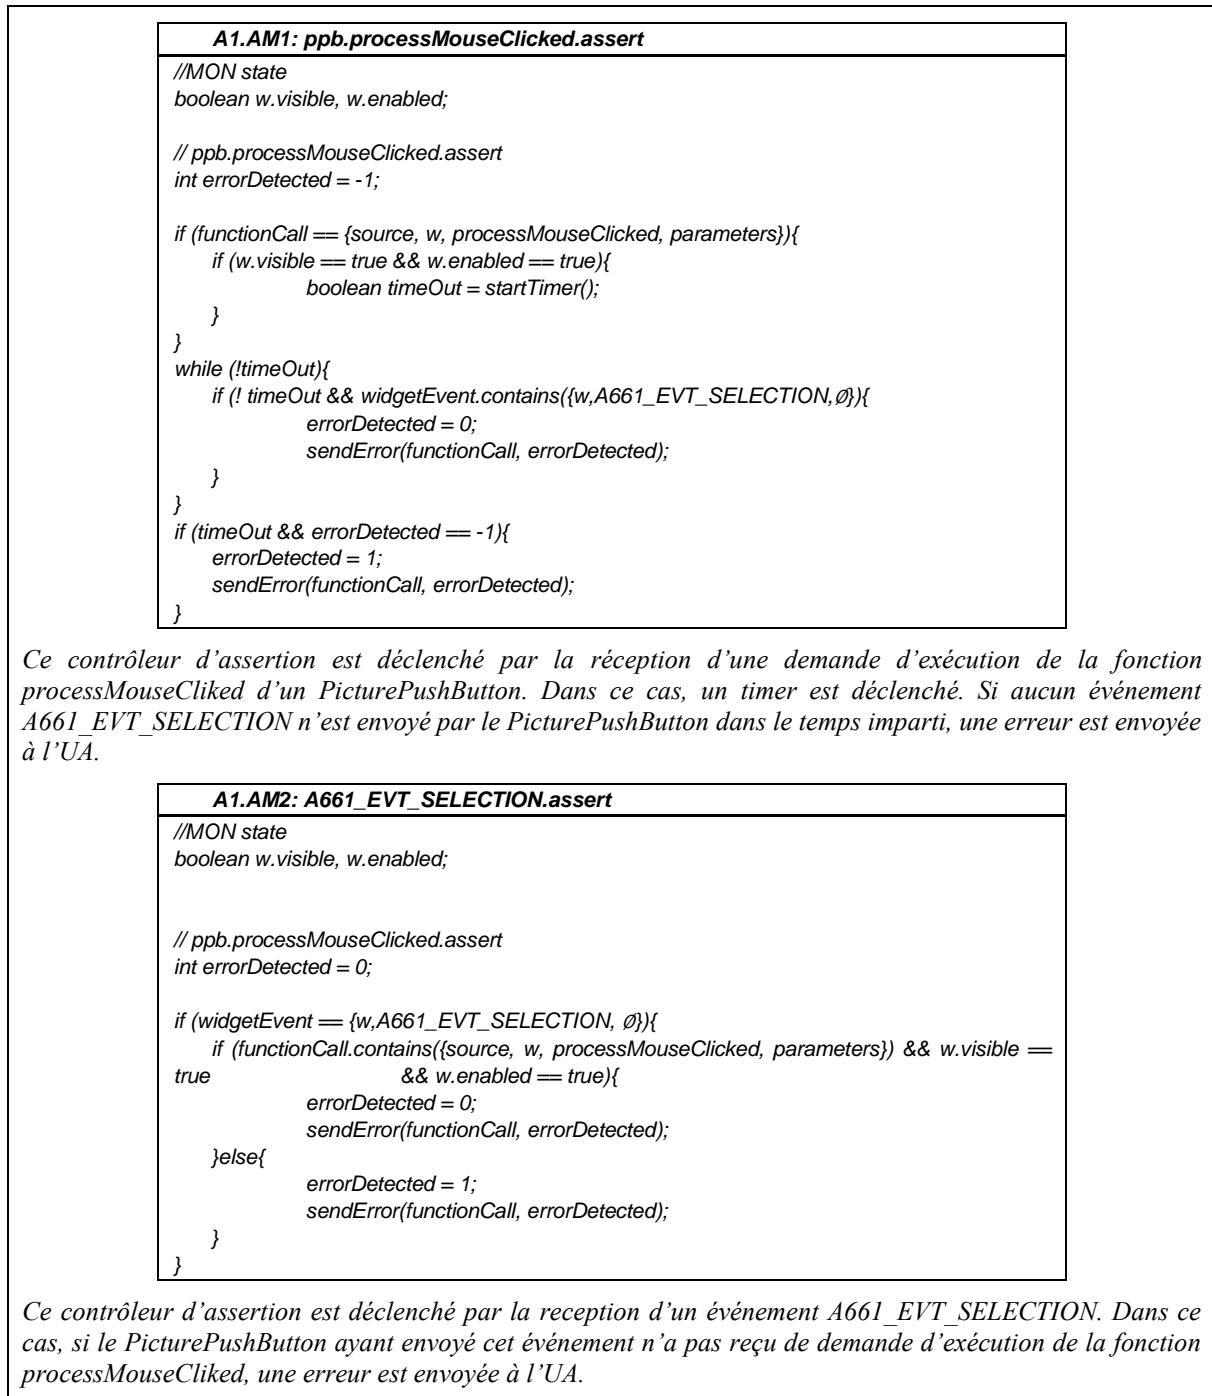 A1.AM1: ppb.processMouseClicked.assert
//MON state
boolean w.visible, w.enabled;
// ppb.processMouseClicked.assert
int errorDetected = -1;
if (functionCall == {source, w, processMouseClicked, parameters}){
if (w.visible == true && w.enabled == true){
boolean timeOut = startTimer();
}
}
while (!timeOut){
if (! timeOut && widgetEvent.contains({w,A661_EVT_SELECTION,∅}){
errorDetected = 0;
sendError(functionCall, errorDetected);
}
}
if (timeOut && errorDetected == -1){
errorDetected = 1;
sendError(functionCall, errorDetected);
}
Ce contrôleur d’assertion est déclenché par la réception d’une demande d’exécution de la fonction
processMouseCliked d’un PicturePushButton. Dans ce cas, un timer est déclenché. Si aucun événement
A661_EVT_SELECTION n’est envoyé par le PicturePushButton dans le temps imparti, une erreur est envoyée
à l’UA.
A1.AM2: A661_EVT_SELECTION.assert
//MON state
boolean w.visible, w.enabled;
// ppb.processMouseClicked.assert
int errorDetected = 0;
if (widgetEvent == {w,A661_EVT_SELECTION, ∅}){
if (functionCall.contains({source, w, processMouseClicked, parameters}) && w.visible ==
true && w.enabled == true){
errorDetected = 0;
sendError(functionCall, errorDetected);
}else{
errorDetected = 1;
sendError(functionCall, errorDetected);
}
}
Ce contrôleur d’assertion est déclenché par la reception d’un événement A661_EVT_SELECTION. Dans ce
cas, si le PicturePushButton ayant envoyé cet événement n’a pas reçu de demande d’exécution de la fonction
processMouseCliked, une erreur est envoyée à l’UA.